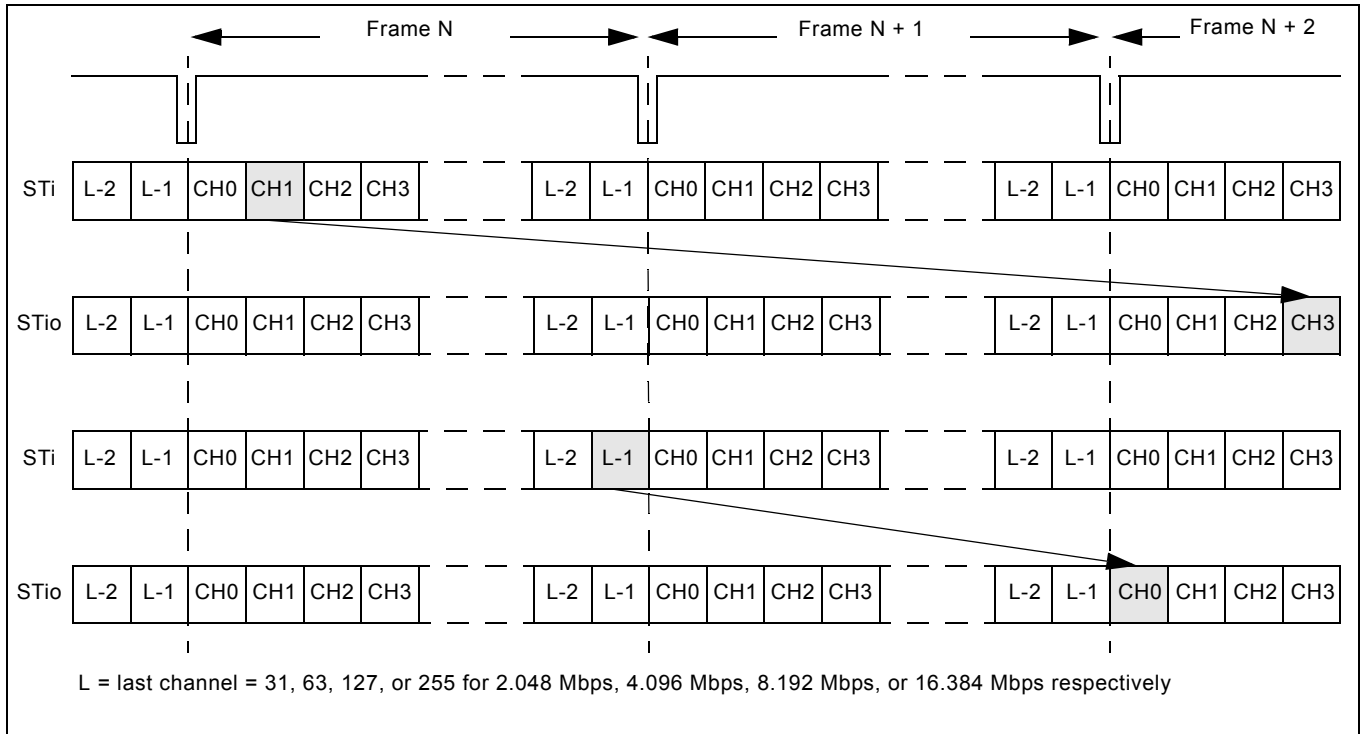 Frame N Frame N + 1 Frame N + 2
STi L-2 L-1 CH0 CH1 CH2 CH3 L-2 L-1 CH0 CH1 CH2 CH3 L-2 L-1 CH0 CH1 CH2 CH3
STio L-2 L-1 CH0 CH1 CH2 CH3 L-2 L-1 CH0 CH1 CH2 CH3 L-2 L-1 CH0 CH1 CH2 CH3
STi L-2 L-1 CH0 CH1 CH2 CH3 L-2 L-1 CH0 CH1 CH2 CH3 L-2 L-1 CH0 CH1 CH2 CH3
STio L-2 L-1 CH0 CH1 CH2 CH3 L-2 L-1 CH0 CH1 CH2 CH3 L-2 L-1 CH0 CH1 CH2 CH3
L = last channel = 31, 63, 127, or 255 for 2.048 Mbps, 4.096 Mbps, 8.192 Mbps, or 16.384 Mbps respectively